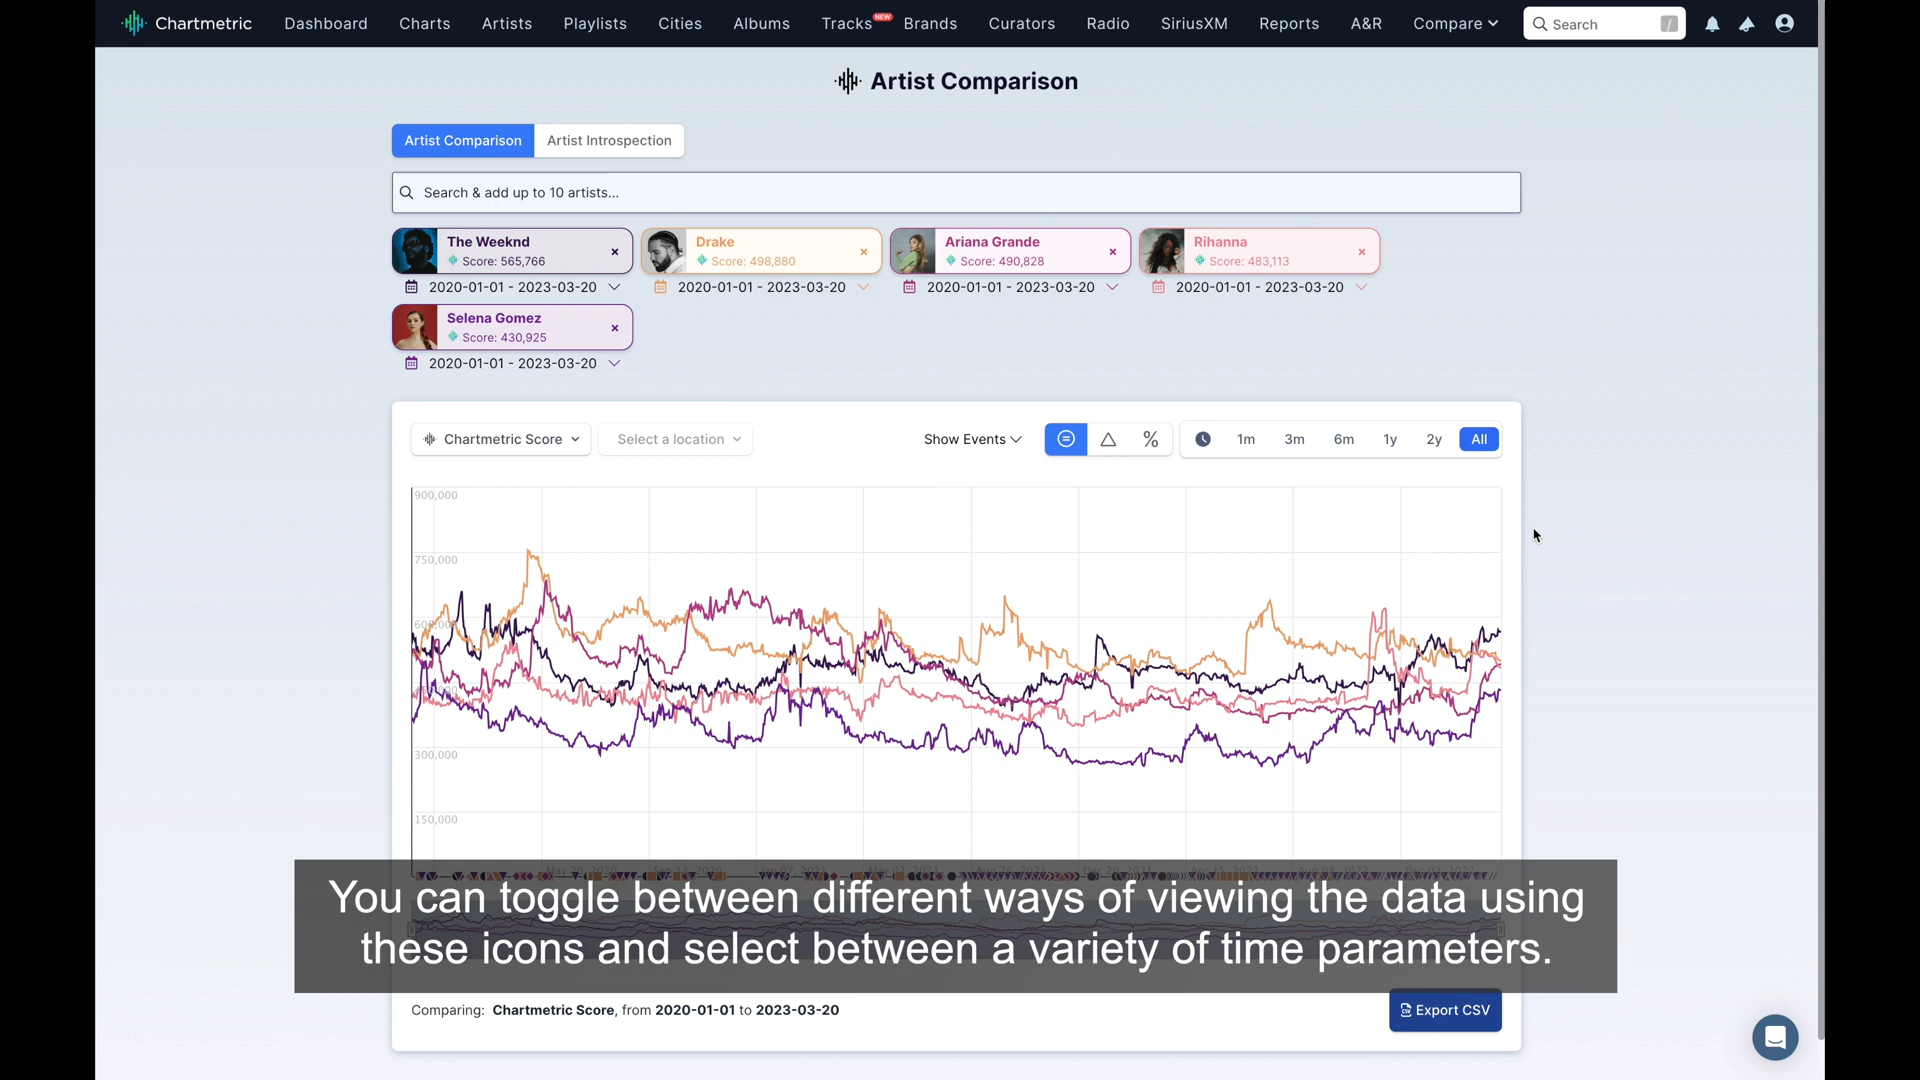 Chartmetric Dashboard Charts Artists Playlists Cities Albums Tracks NEW Brands Curators Radio SiriusXM Reports A&R Compare Search /
Artist Comparison
Artist Comparison Artist Introspection
Search & add up to 10 artists...
The Weeknd
Score: 565,766
2020-01-01 - 2023-03-20
Drake
Score: 498,880
2020-01-01 - 2023-03-20
Ariana Grande
Score: 490,828
2020-01-01 - 2023-03-20
Rihanna
Score: 483,113
2020-01-01 - 2023-03-20
Selena Gomez
Score: 430,925
2020-01-01 - 2023-03-20
Chartmetric Score Select a location Show Events % 1m 3m 6m 1y 2y All
900,000
750,000
600,000
300,000
150,000
You can toggle between different ways of viewing the data using
these icons and select between a variety of time parameters.
Comparing: Chartmetric Score, from 2020-01-01 to 2023-03-20
Export CSV